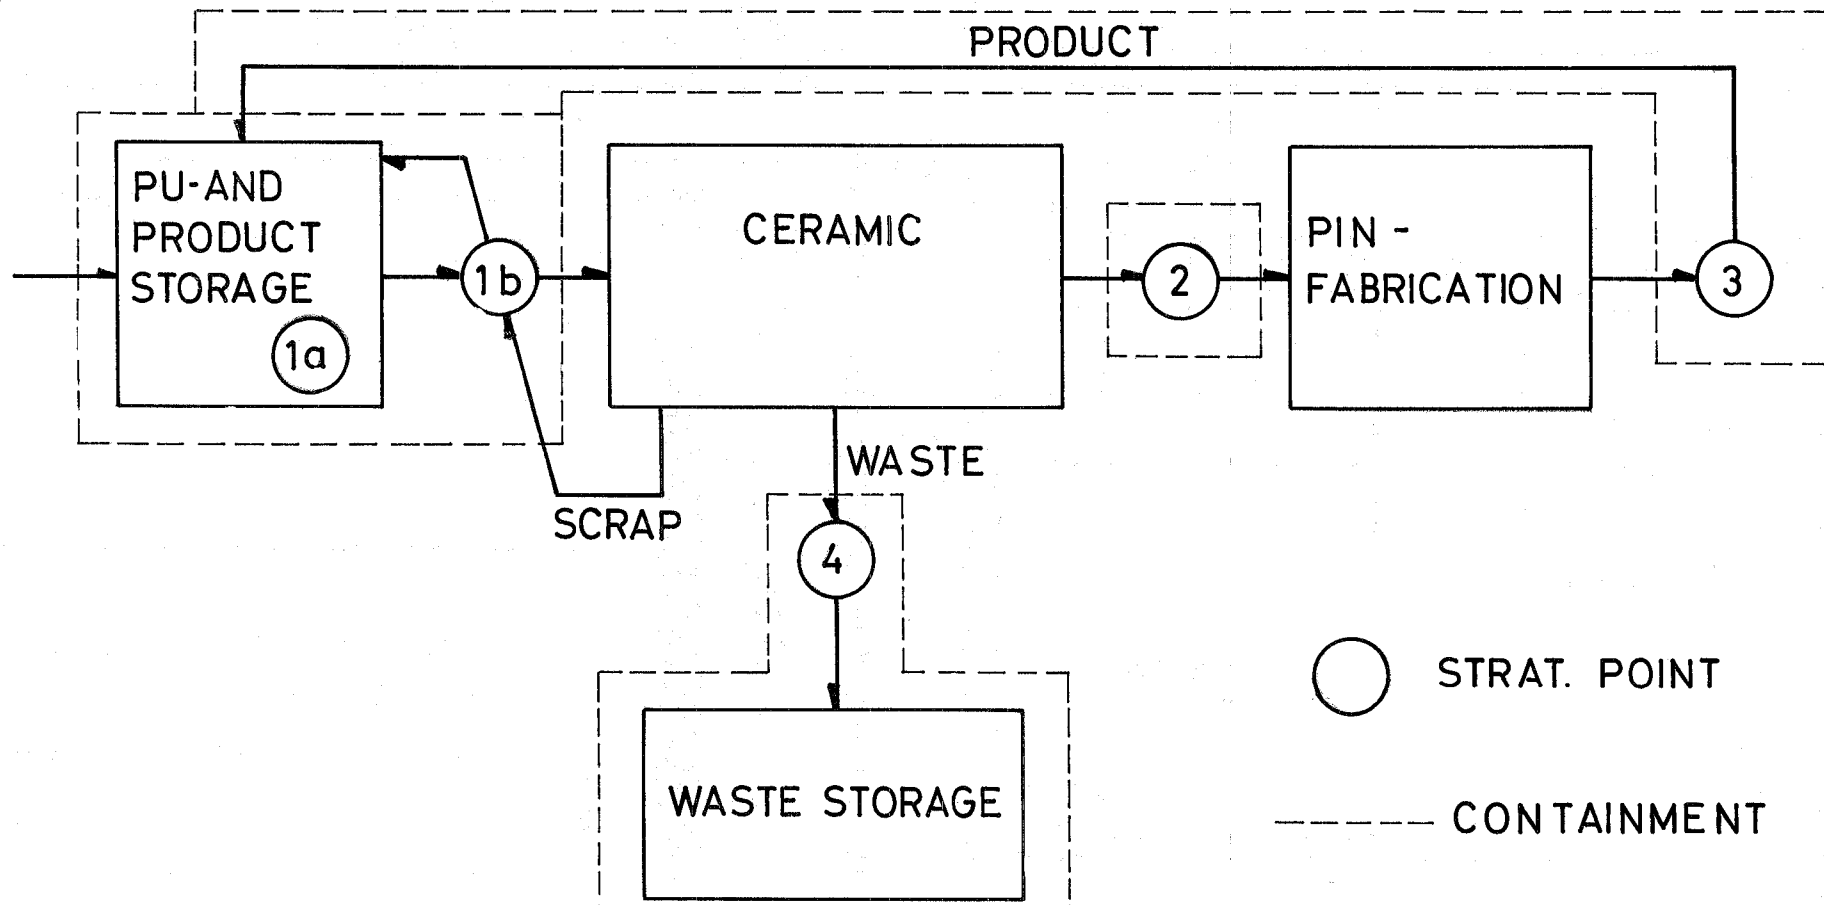 PRODUCT
PU-AND
PRODUCT
STORAGE
1a
1b
CERAMIC
2
PIN -
FABRICATION
3
WASTE
SCRAP
4
STRAT. POINT
WASTE STORAGE
CONTAINMENT